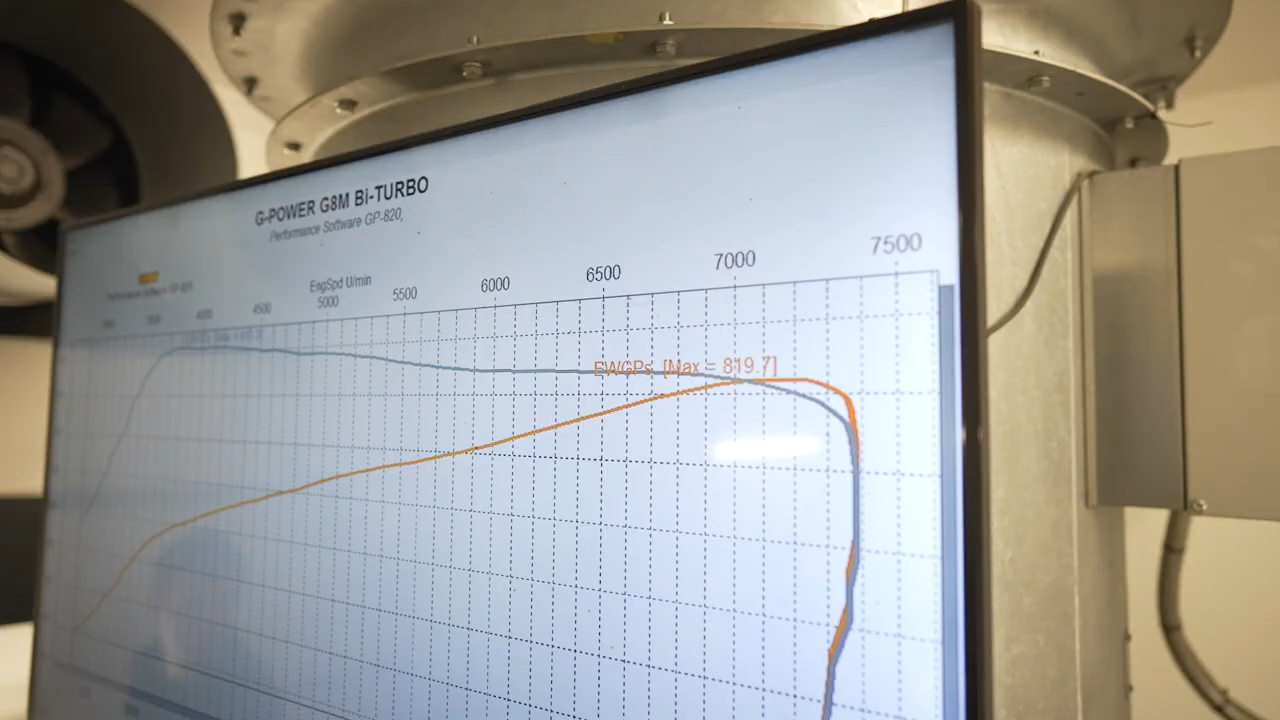 G-POWER G8M Bi-TURBO
Performance Software GP-820,
EngSpd U/min
4000 4500 5000 5500 6000 6500 7000 7500
EWGPs [Max = 819.7]